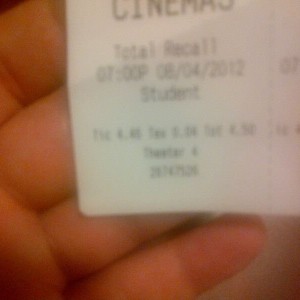 CINEMAS
Total Recall
07:00P 08/04/2012
Student
Tic 4.46 Tax 0.04 Tot 4.50
Theater 4